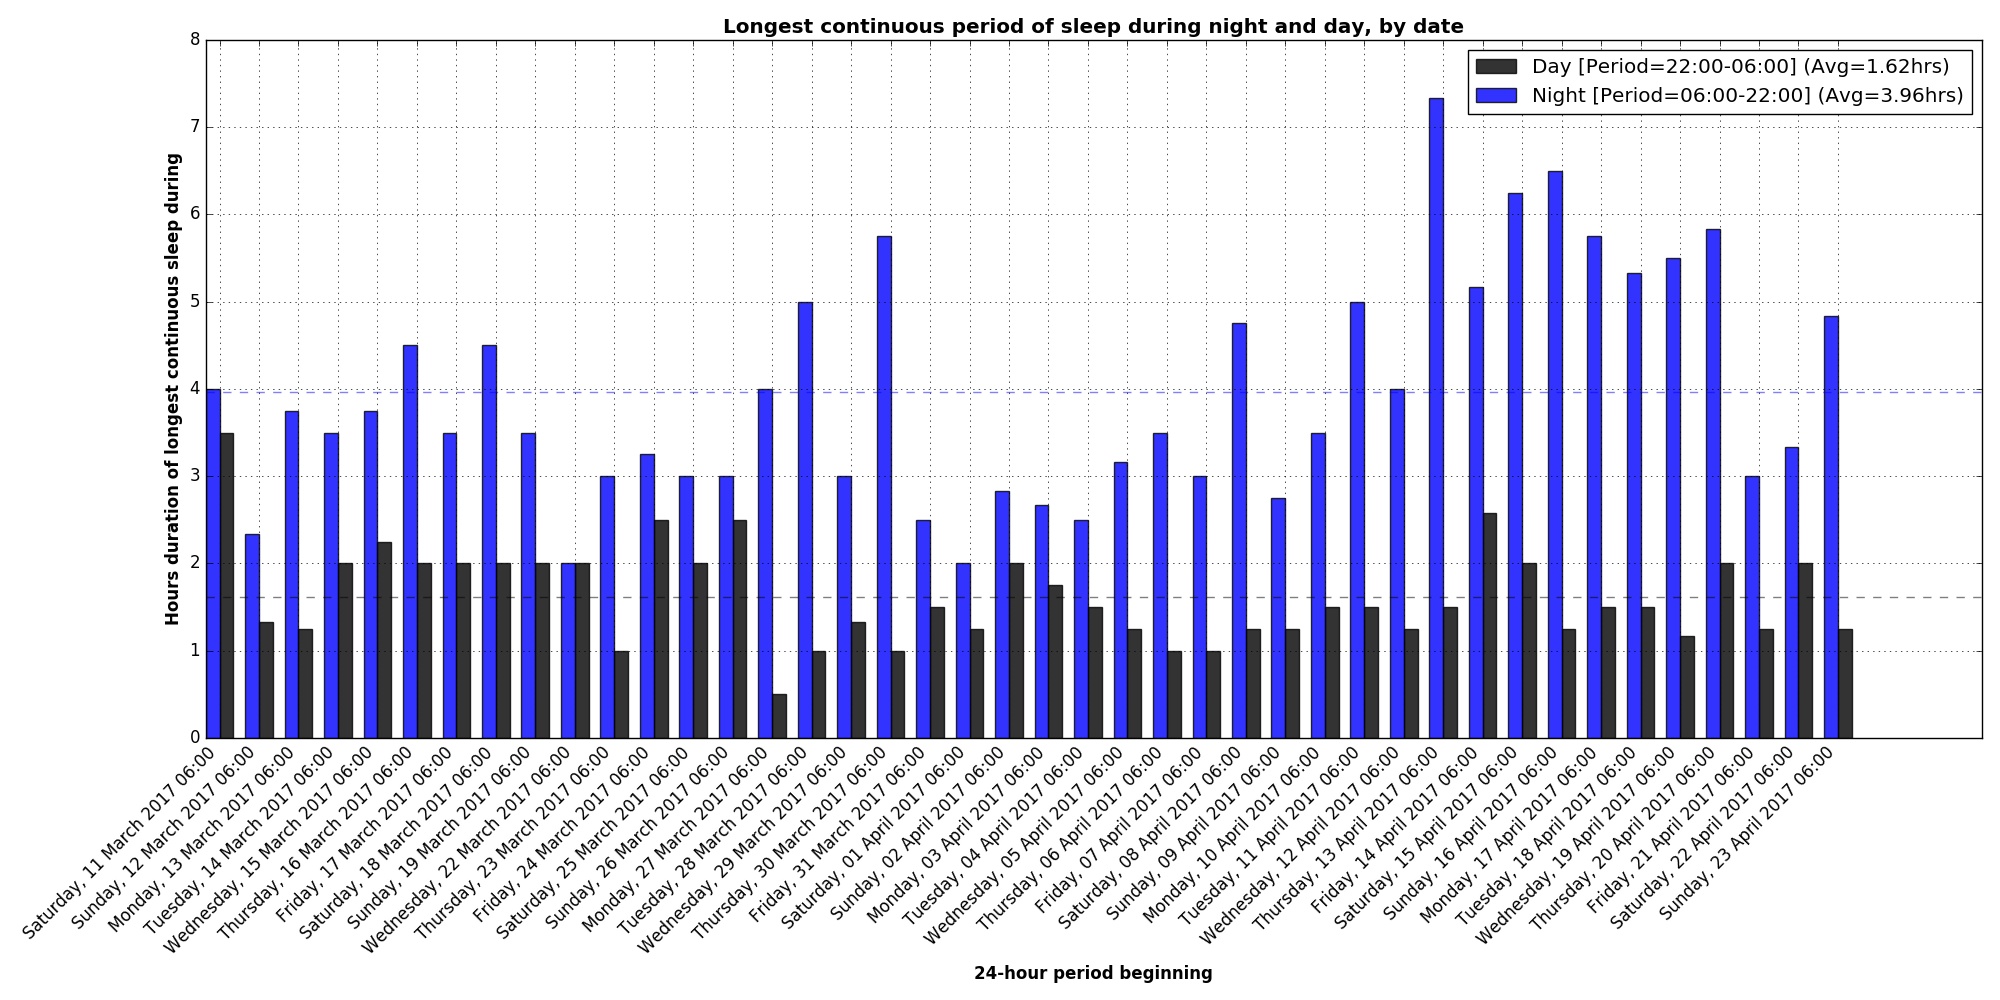 Longest continuous period of sleep during night and day, by date
Day [Period=22:00-06:00] (Avg=1.62hrs)
Night [Period=06:00-22:00] (Avg=3.96hrs)
Hours duration of longest continuous sleep during
8
7
6
5
4
3
2
1
0
Saturday, 11 March 2017 06:00
Sunday, 12 March 2017 06:00
Monday, 13 March 2017 06:00
Tuesday, 14 March 2017 06:00
Wednesday, 15 March 2017 06:00
Thursday, 16 March 2017 06:00
Friday, 17 March 2017 06:00
Saturday, 18 March 2017 06:00
Sunday, 19 March 2017 06:00
Wednesday, 22 March 2017 06:00
Thursday, 23 March 2017 06:00
Friday, 24 March 2017 06:00
Saturday, 25 March 2017 06:00
Sunday, 26 March 2017 06:00
Monday, 27 March 2017 06:00
Tuesday, 28 March 2017 06:00
Wednesday, 29 March 2017 06:00
Thursday, 30 March 2017 06:00
Friday, 31 March 2017 06:00
Saturday, 01 April 2017 06:00
Sunday, 02 April 2017 06:00
Monday, 03 April 2017 06:00
Tuesday, 04 April 2017 06:00
Wednesday, 05 April 2017 06:00
Thursday, 06 April 2017 06:00
Friday, 07 April 2017 06:00
Saturday, 08 April 2017 06:00
Sunday, 09 April 2017 06:00
Monday, 10 April 2017 06:00
Tuesday, 11 April 2017 06:00
Wednesday, 12 April 2017 06:00
Thursday, 13 April 2017 06:00
Friday, 14 April 2017 06:00
Saturday, 15 April 2017 06:00
Sunday, 16 April 2017 06:00
Monday, 17 April 2017 06:00
Tuesday, 18 April 2017 06:00
Wednesday, 19 April 2017 06:00
Thursday, 20 April 2017 06:00
Friday, 21 April 2017 06:00
Saturday, 22 April 2017 06:00
Sunday, 23 April 2017 06:00
24-hour period beginning